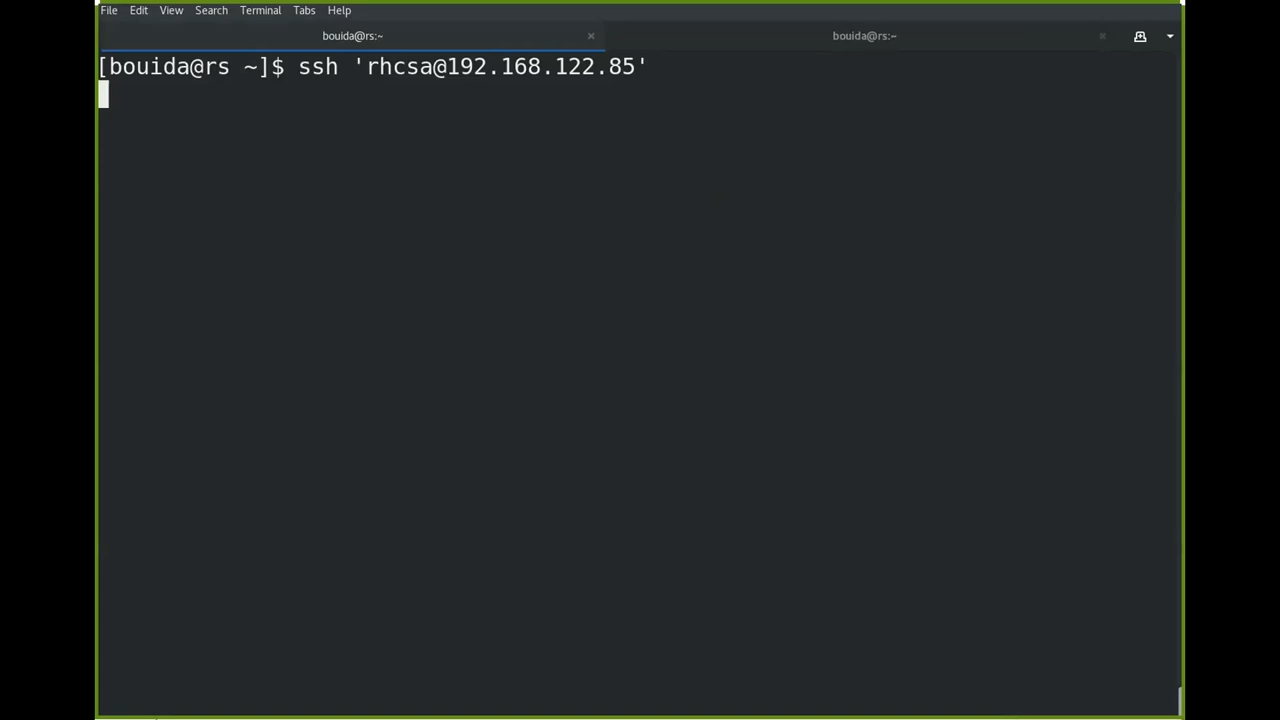 File Edit View Search Terminal Tabs Help
bouida@rs:~ × bouida@rs:~ ×
[bouida@rs ~]$ ssh 'rhcsa@192.168.122.85'